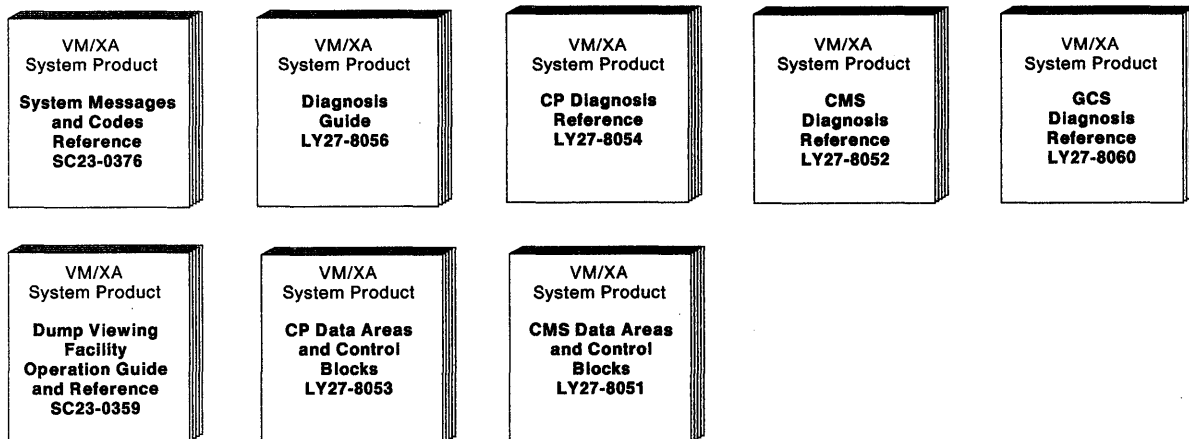 VM/XA
System Product
System Messages
and Codes
Reference
SC23-0376
VM/XA
System Product
Diagnosis
Guide
LY27-8056
VM/XA
System Product
CP Diagnosis
Reference
LY27-8054
VM/XA
System Product
CMS
Diagnosis
Reference
LY27-8052
VM/XA
System Product
GCS
Diagnosis
Reference
LY27-8060
VM/XA
System Product
Dump Viewing
Facility
Operation Guide
and Reference
SC23-0359
VM/XA
System Product
CP Data Areas
and Control
Blocks
LY27-8053
VM/XA
System Product
CMS Data Areas
and Control
Blocks
LY27-8051